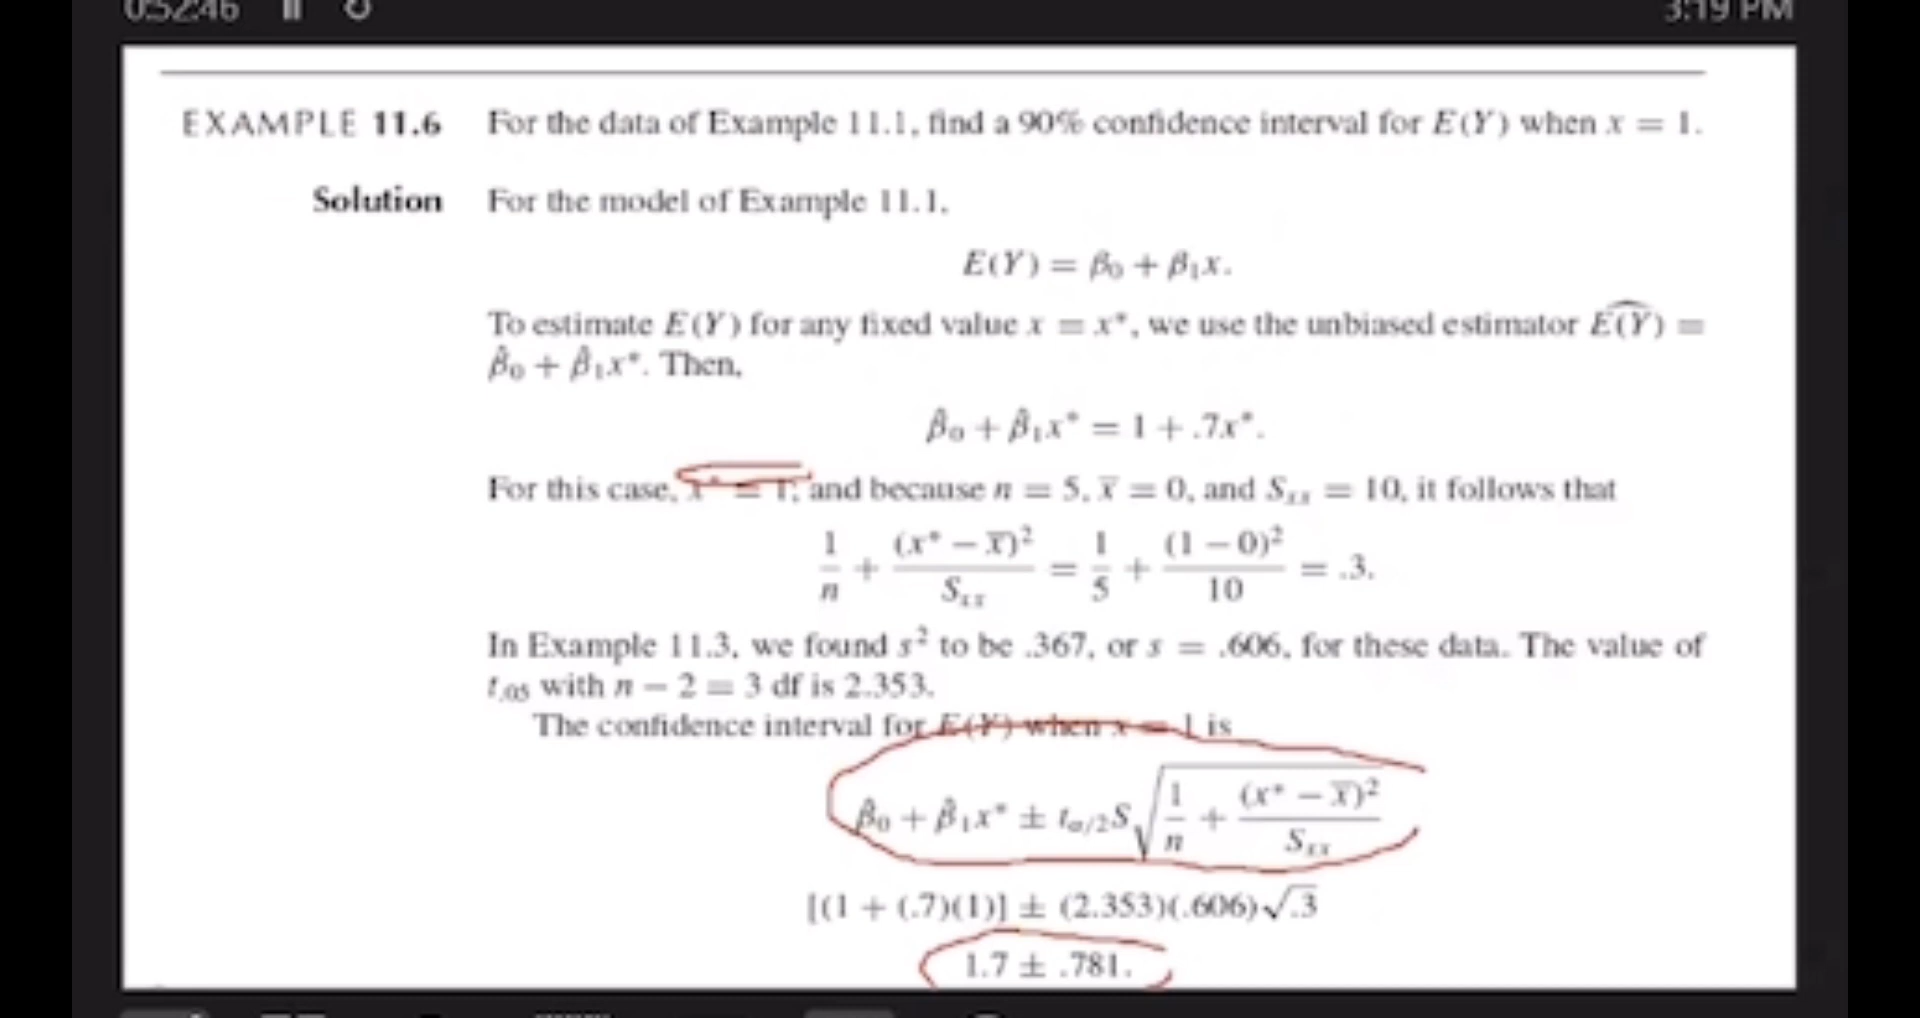 0:52:46 3:19 PM
EXAMPLE 11.6 For the data of Example 11.1, find a 90% confidence interval for E(Y) when x = 1.
Solution For the model of Example 11.1,
E(Y) = β₀ + β₁x.
To estimate E(Y) for any fixed value x = x*, we use the unbiased estimator Ê(Y) =
β̂₀ + β̂₁x*. Then,
β̂₀ + β̂₁x* = 1 + .7x*.
For this case, x* = 1; and because n = 5, x̄ = 0, and Sₓₓ = 10, it follows that
1/n + (x* − x̄)²/Sₓₓ = 1/5 + (1 − 0)²/10 = .3.
In Example 11.3, we found s² to be .367, or s = .606, for these data. The value of
t.05 with n − 2 = 3 df is 2.353.
The confidence interval for E(Y) when x = 1 is
β̂₀ + β̂₁x* ± tα/2 S √(1/n + (x* − x̄)²/Sₓₓ)
[(1 + (.7)(1)] ± (2.353)(.606)√.3
1.7 ± .781.